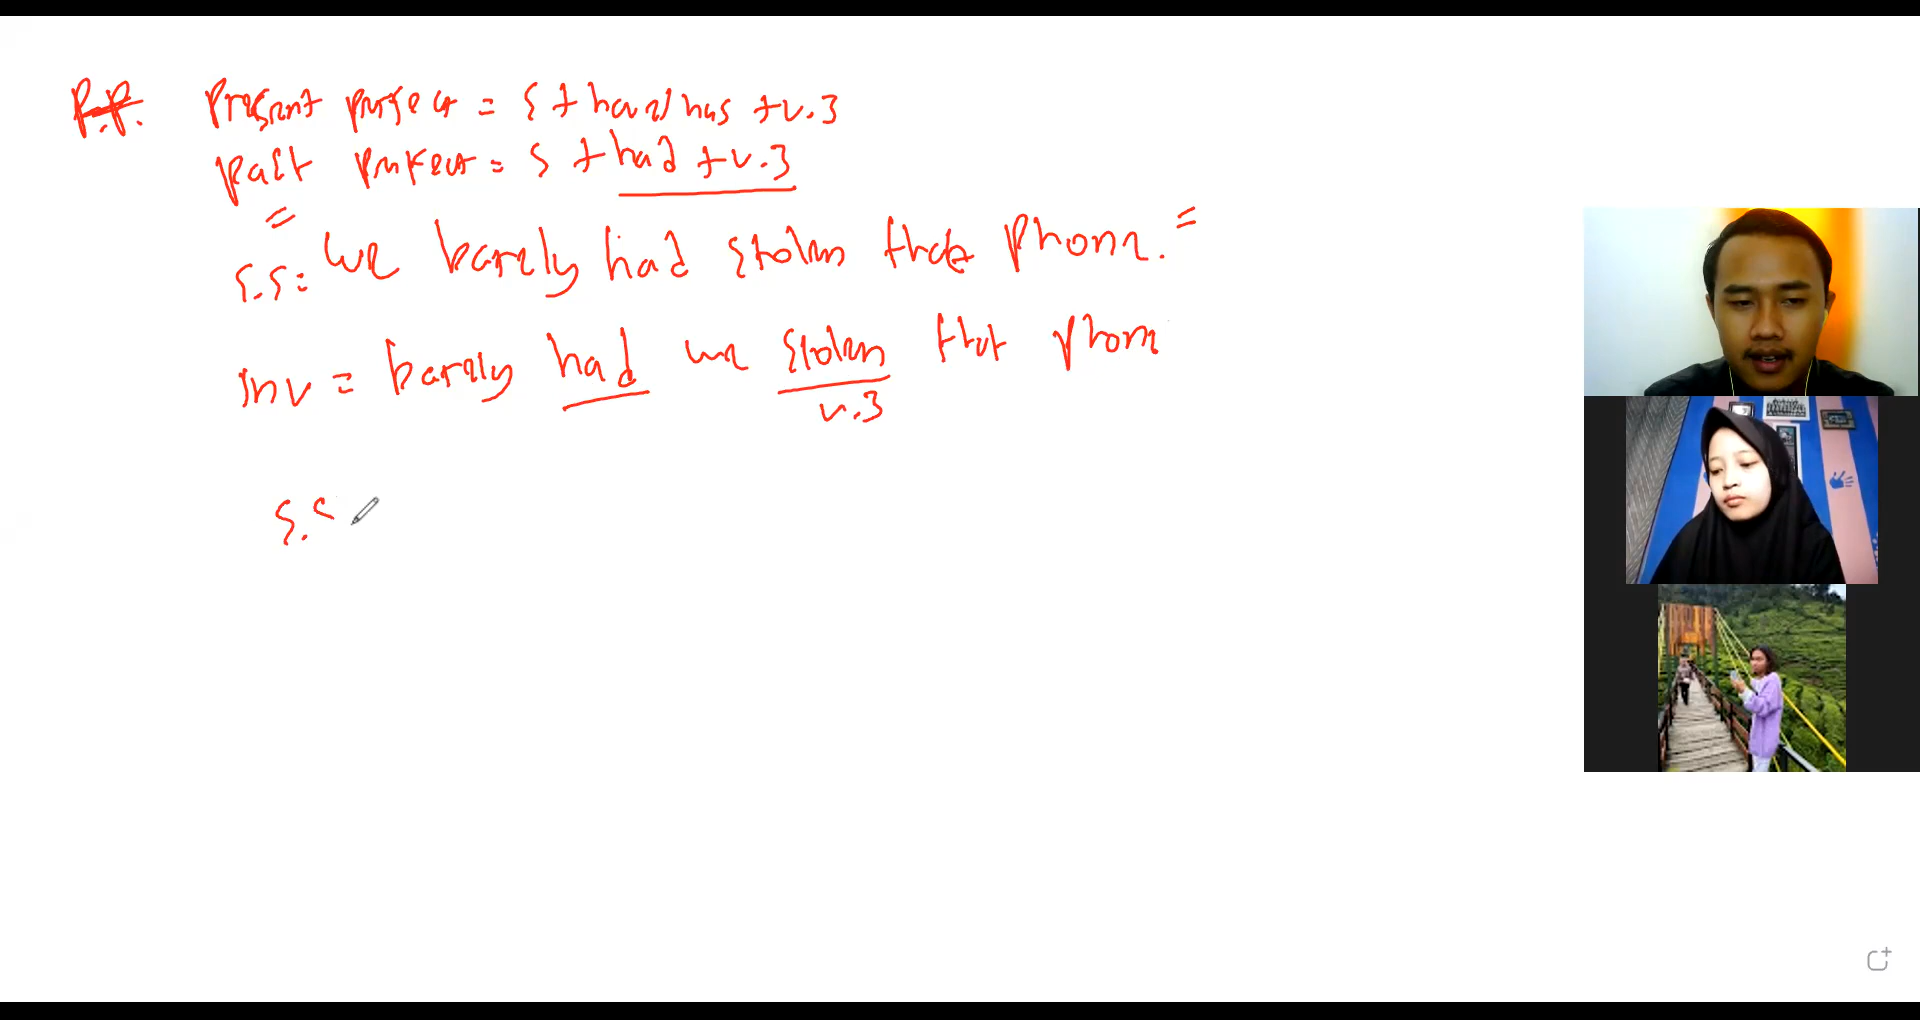 P.P. Present perfect = S + have/has + v.3
past perfect = S + had + v.3
S.S = we barely had stolen that phone.
inv = barely had we stolen that phone
v.3
S.S